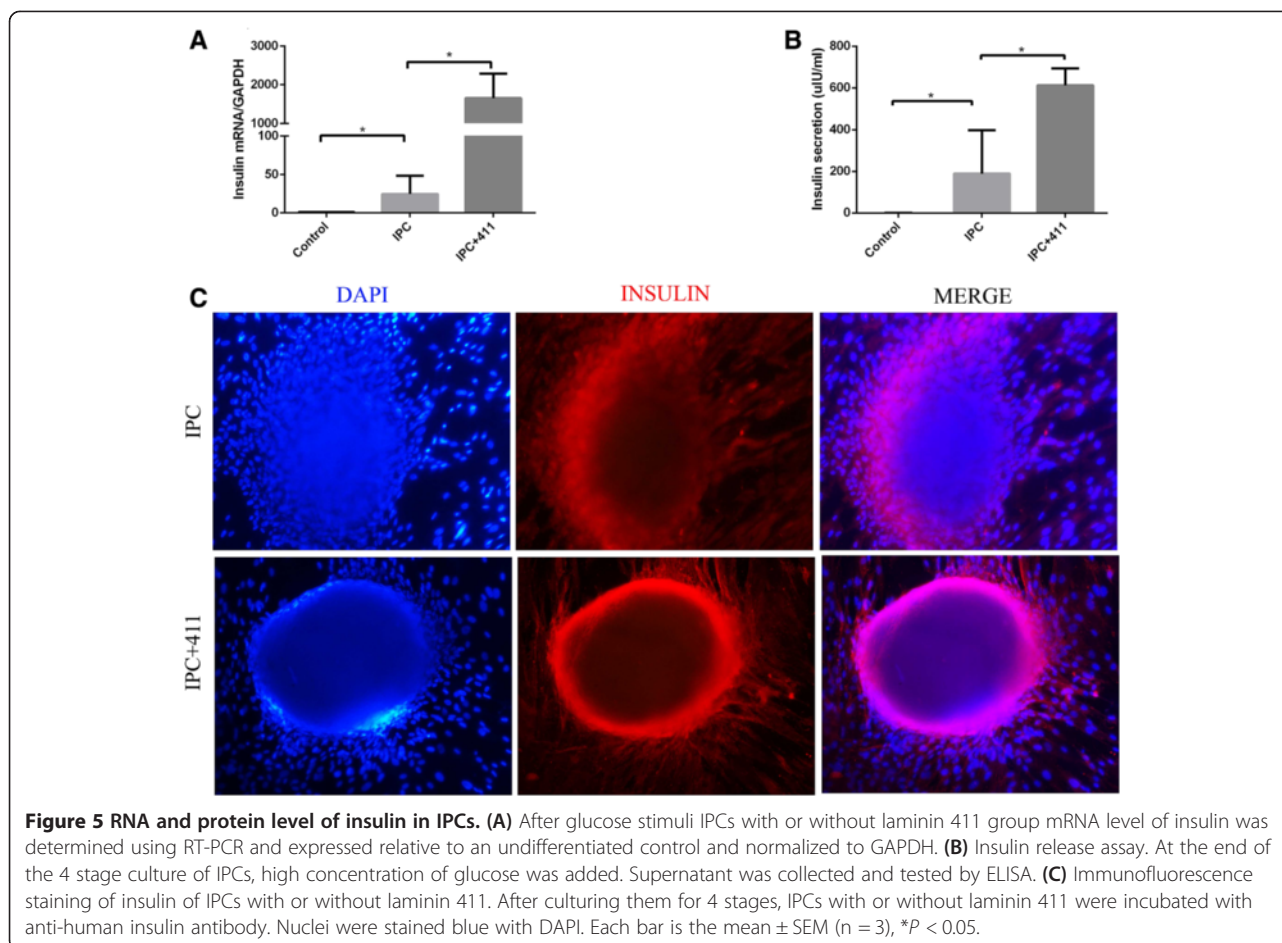 A
Insulin mRNA/GAPDH
3000
2000
1000
100
50
0
*
*
Control
IPC
IPC+411
B
Insulin secretion (uIU/ml)
800
600
400
200
0
*
*
Control
IPC
IPC+411
C
DAPI INSULIN MERGE
IPC
IPC+411
Figure 5 RNA and protein level of insulin in IPCs. (A) After glucose stimuli IPCs with or without laminin 411 group mRNA level of insulin was
determined using RT-PCR and expressed relative to an undifferentiated control and normalized to GAPDH. (B) Insulin release assay. At the end of
the 4 stage culture of IPCs, high concentration of glucose was added. Supernatant was collected and tested by ELISA. (C) Immunofluorescence
staining of insulin of IPCs with or without laminin 411. After culturing them for 4 stages, IPCs with or without laminin 411 were incubated with
anti-human insulin antibody. Nuclei were stained blue with DAPI. Each bar is the mean ± SEM (n = 3), *P < 0.05.